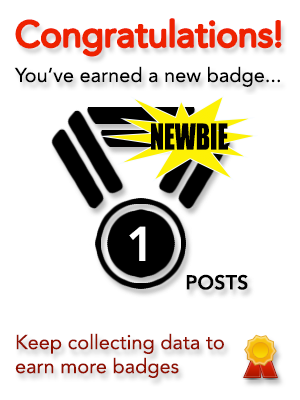 Congratulations!
You've earned a new badge...
NEWBIE
1
POSTS
Keep collecting data to
earn more badges